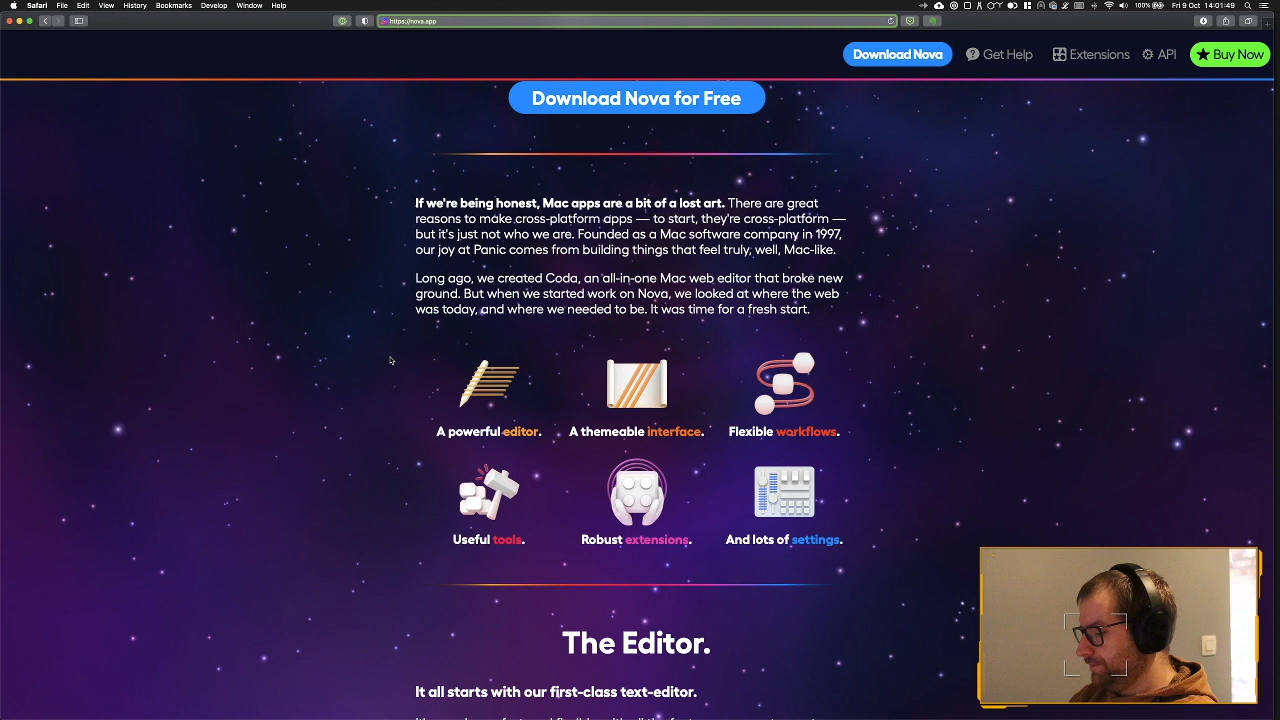 Safari File Edit View History Bookmarks Develop Window Help
100% Fri 9 Oct 14:01:49
https://nova.app
Download Nova Get Help Extensions API Buy Now
Download Nova for Free
If we're being honest, Mac apps are a bit of a lost art. There are great
reasons to make cross-platform apps — to start, they're cross-platform —
but it's just not who we are. Founded as a Mac software company in 1997,
our joy at Panic comes from building things that feel truly, well, Mac-like.
Long ago, we created Coda, an all-in-one Mac web editor that broke new
ground. But when we started work on Nova, we looked at where the web
was today, and where we needed to be. It was time for a fresh start.
A powerful editor. A themeable interface. Flexible workflows.
Useful tools. Robust extensions. And lots of settings.
The Editor.
It all starts with our first-class text-editor.